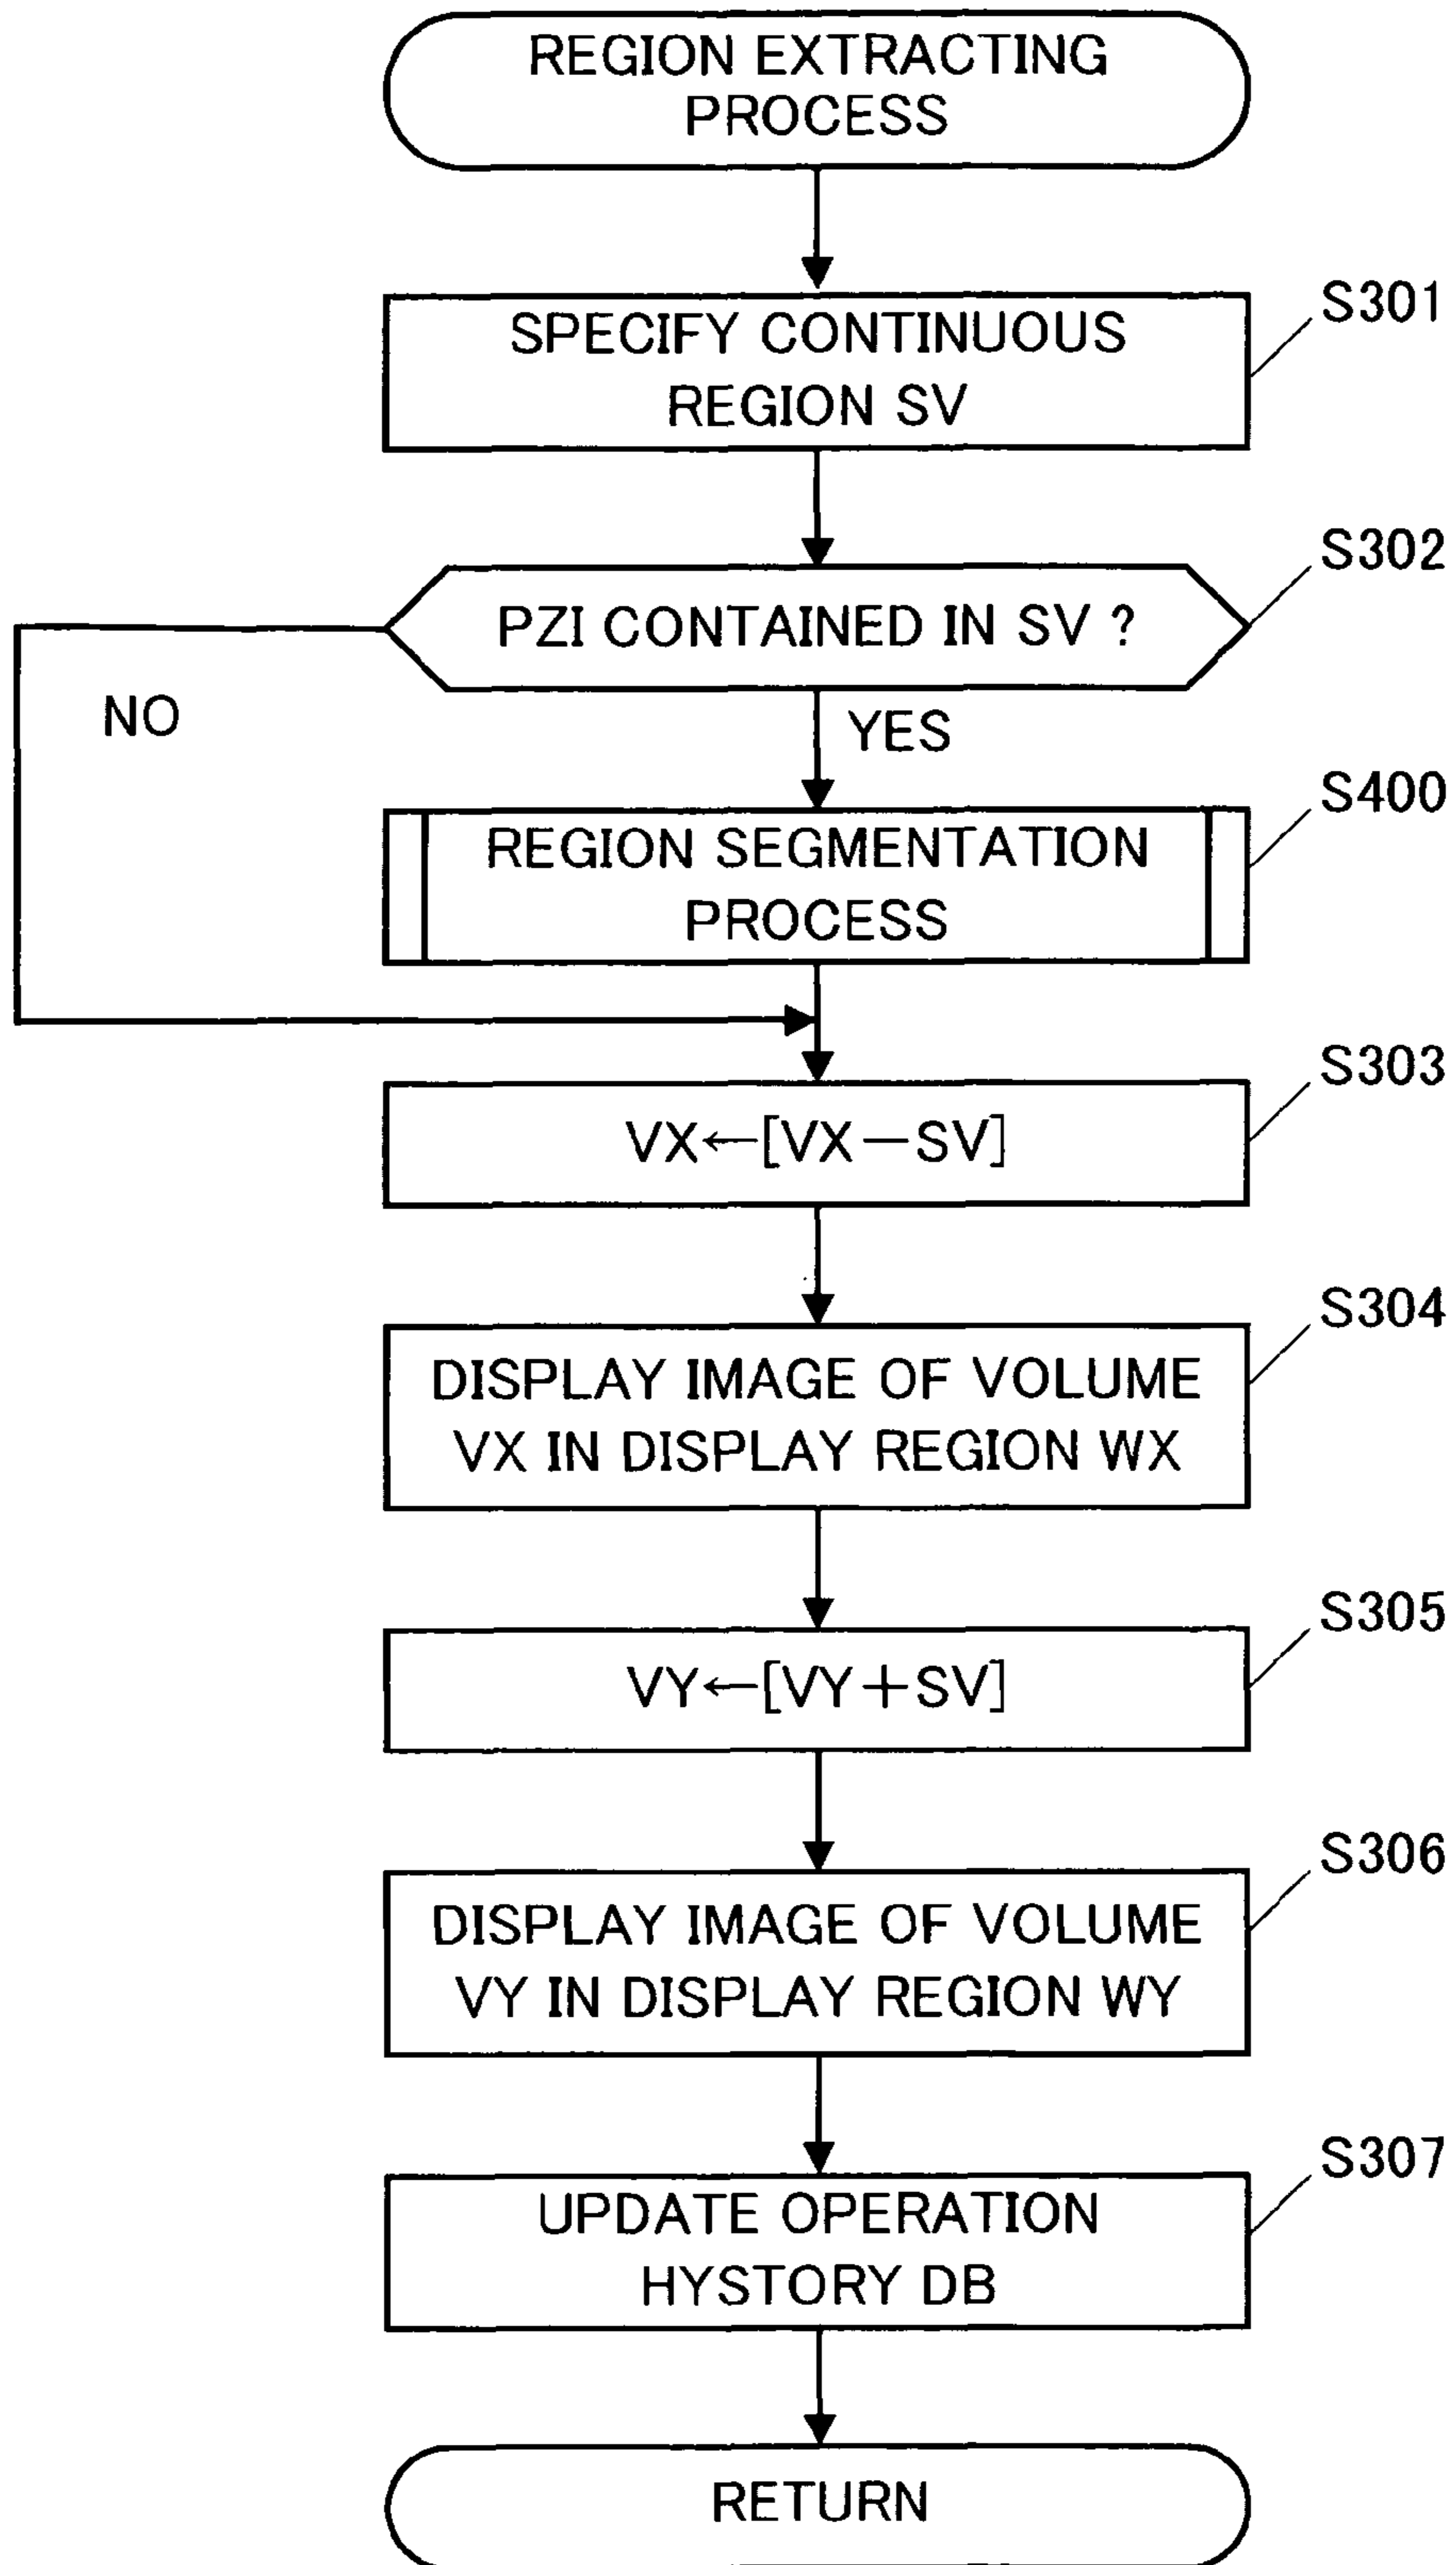 REGION EXTRACTING
PROCESS
S301
SPECIFY CONTINUOUS
REGION SV
S302
PZI CONTAINED IN SV ?
NO
YES
S400
REGION SEGMENTATION
PROCESS
S303
VX←[VX－SV]
S304
DISPLAY IMAGE OF VOLUME
VX IN DISPLAY REGION WX
S305
VY←[VY＋SV]
S306
DISPLAY IMAGE OF VOLUME
VY IN DISPLAY REGION WY
S307
UPDATE OPERATION
HYSTORY DB
RETURN